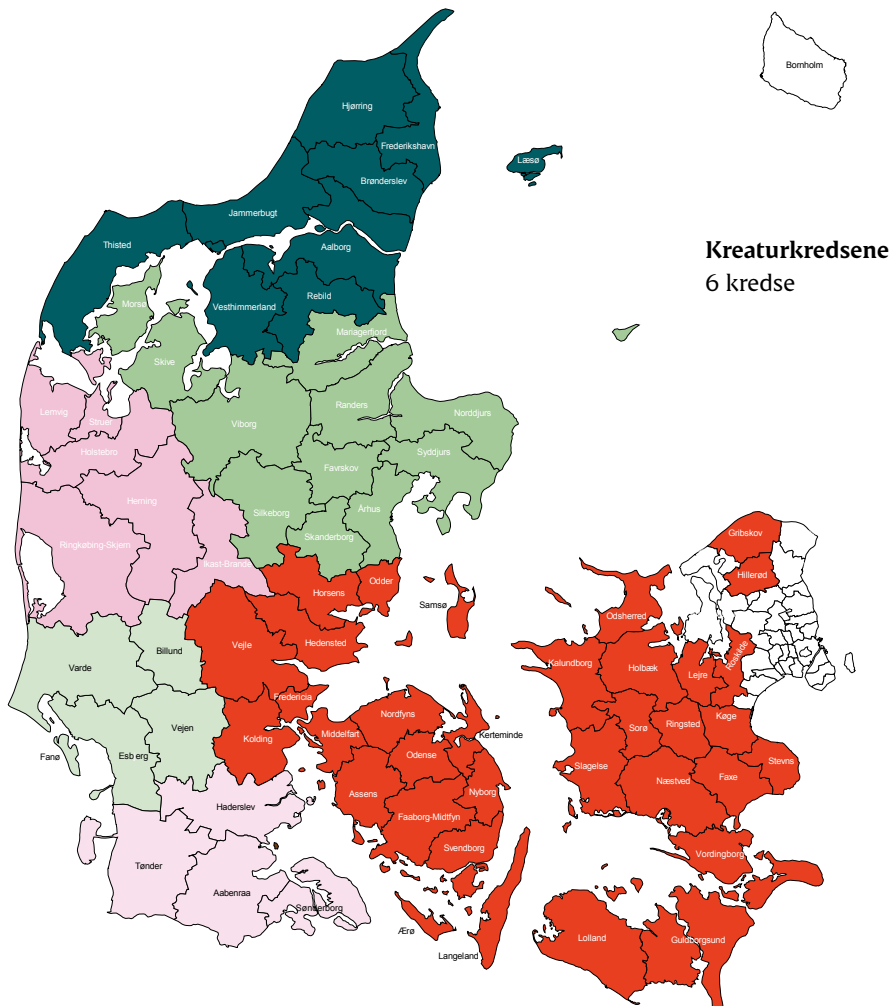 Bornholm
Hjørring
Frederikshavn
Læsø
Brønderslev
Jammerbugt
Aalborg
Thisted
Kreaturkredsene
6 kredse
Rebild
Morsø
Vesthimmerland
Mariagerfjord
Skive
Randers
Lemvig
Norddjurs
Struer
Viborg
Holstebro
Syddjurs
Favrskov
Herning
Århus
Silkeborg
Gribskov
Skanderborg
Ringkøbing-Skjern
Ikast-Brande
Hillerød
Odder
Horsens
Samsø
Odsherred
Vejle
Hedensted
Billund
Kalundborg
Holbæk
Roskilde
Varde
Lejre
Fredericia
Nordfyns
Køge
Vejen
Sorø
Ringsted
Kerteminde
Middelfart
Kolding
Odense
Fanø
Esb erg
Stevns
Slagelse
Næstved
Faxe
Nyborg
Assens
Haderslev
Faaborg-Midtfyn
Svendborg
Vordingborg
Tønder
Aabenraa
Sønderborg
Ærø
Lolland
Guldborgsund
Langeland